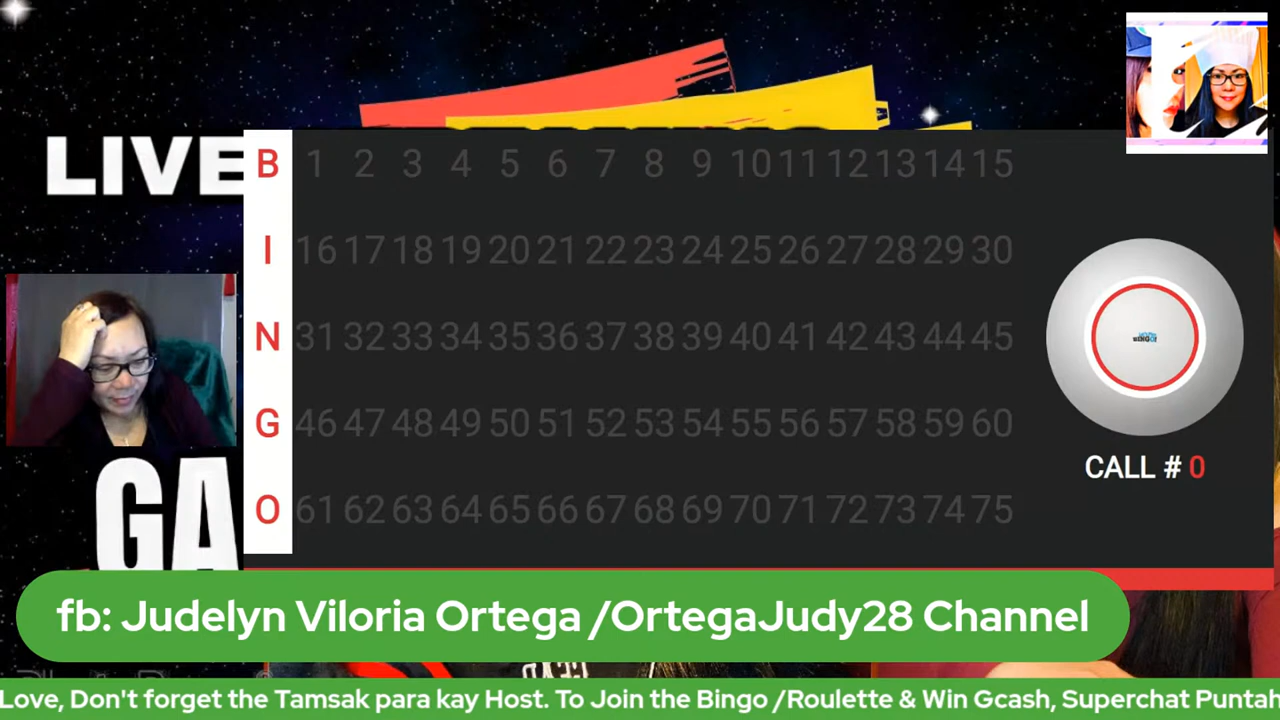 LIVE
B 1 2 3 4 5 6 7 8 9 10 11 12 13 14 15
I 16 17 18 19 20 21 22 23 24 25 26 27 28 29 30
N 31 32 33 34 35 36 37 38 39 40 41 42 43 44 45
G 46 47 48 49 50 51 52 53 54 55 56 57 58 59 60
O 61 62 63 64 65 66 67 68 69 70 71 72 73 74 75
CALL # 0
GA
fb: Judelyn Viloria Ortega /OrtegaJudy28 Channel
Love, Don't forget the Tamsak para kay Host. To Join the Bingo /Roulette & Win Gcash, Superchat Puntah